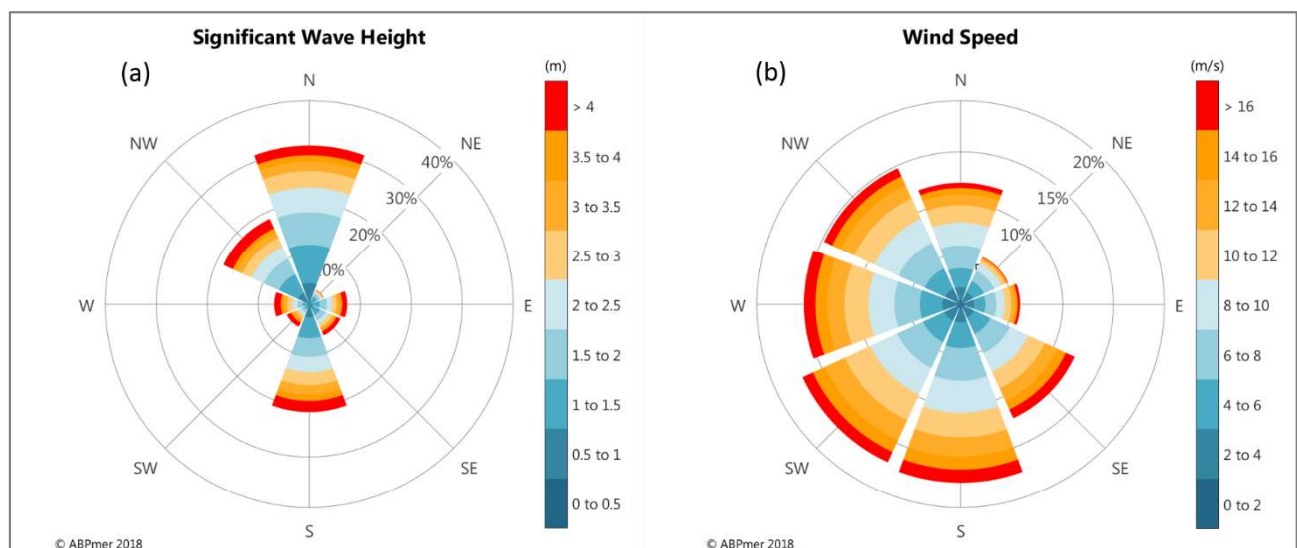 Significant Wave Height
(a)
(m)
N
NE
E
SE
S
SW
W
NW
40%
30%
20%
> 4
3.5 to 4
3 to 3.5
2.5 to 3
2 to 2.5
1.5 to 2
1 to 1.5
0.5 to 1
0 to 0.5
© ABPmer 2018
Wind Speed
(b)
(m/s)
N
NE
E
SE
S
SW
W
NW
20%
15%
10%
> 16
14 to 16
12 to 14
10 to 12
8 to 10
6 to 8
4 to 6
2 to 4
0 to 2
© ABPmer 2018